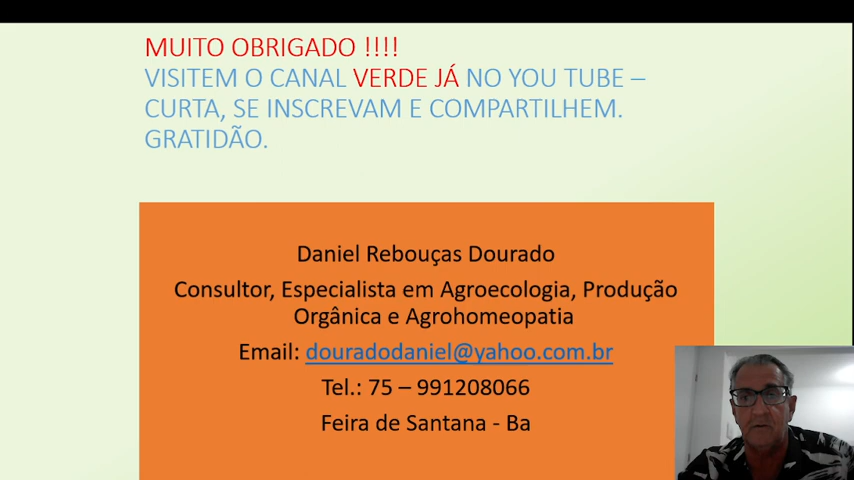 MUITO OBRIGADO !!!!
VISITEM O CANAL VERDE JÁ NO YOU TUBE –
CURTA, SE INSCREVAM E COMPARTILHEM.
GRATIDÃO.
Daniel Rebouças Dourado
Consultor, Especialista em Agroecologia, Produção
Orgânica e Agrohomeopatia
Email: douradodaniel@yahoo.com.br
Tel.: 75 – 991208066
Feira de Santana - Ba